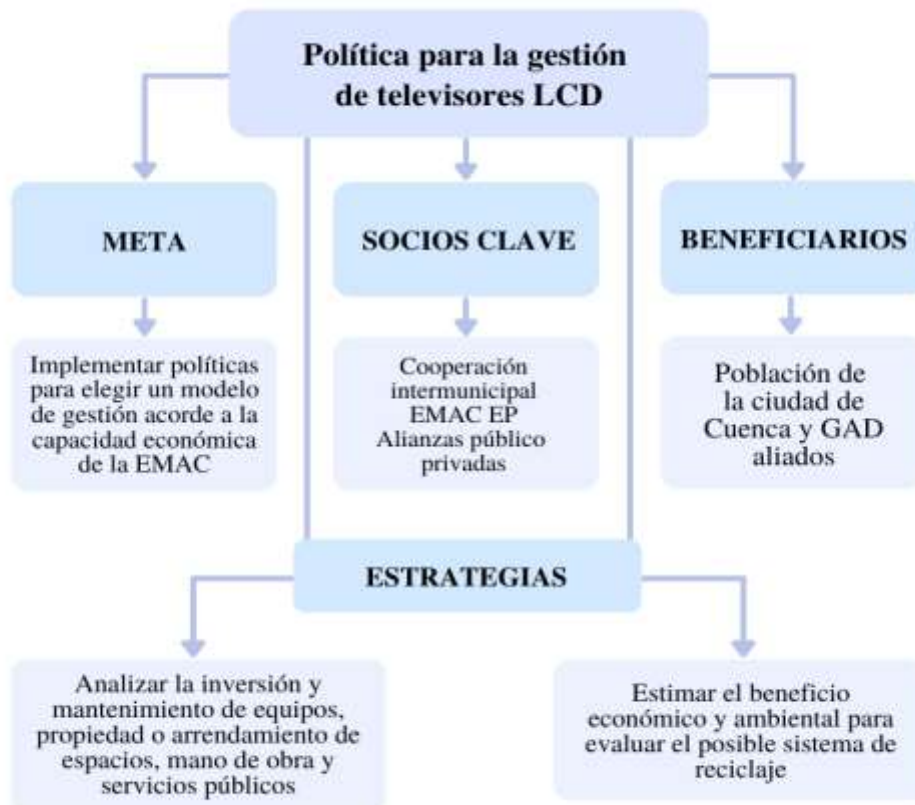 Política para la gestión
de televisores LCD
META
SOCIOS CLAVE
BENEFICIARIOS
Implementar políticas
para elegir un modelo
de gestión acorde a la
capacidad económica
de la EMAC
Cooperación
intermunicipal
EMAC EP
Alianzas público
privadas
Población de
la ciudad de
Cuenca y GAD
aliados
ESTRATEGIAS
Analizar la inversión y
mantenimiento de equipos,
propiedad o arrendamiento de
espacios, mano de obra y
servicios públicos
Estimar el beneficio
económico y ambiental para
evaluar el posible sistema de
reciclaje